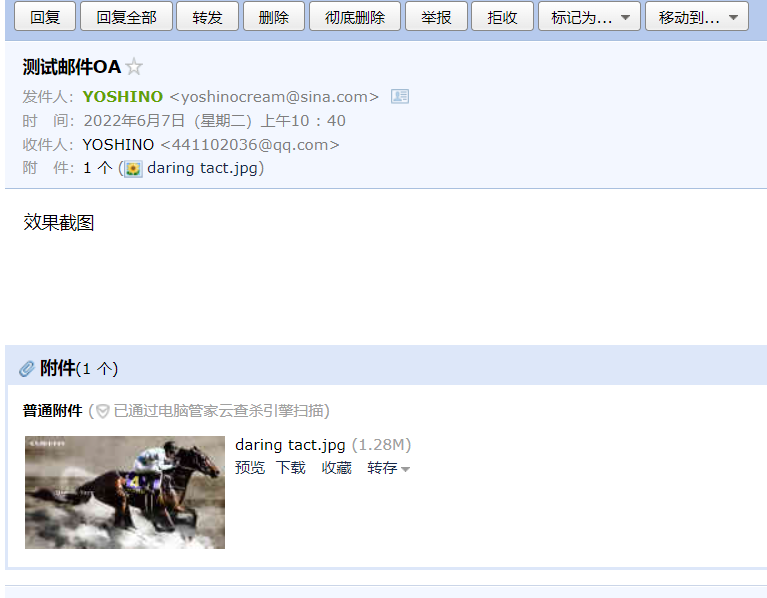 回复 回复全部 转发 删除 彻底删除 举报 拒收 标记为... 移动到...
测试邮件OA
发件人: YOSHINO <yoshinocream@sina.com>
时 间: 2022年6月7日 (星期二) 上午10 : 40
收件人: YOSHINO <441102036@qq.com>
附 件: 1 个 (daring tact.jpg)
效果截图
附件(1 个)
普通附件 (已通过电脑管家云查杀引擎扫描)
daring tact.jpg (1.28M)
预览 下载 收藏 转存
4